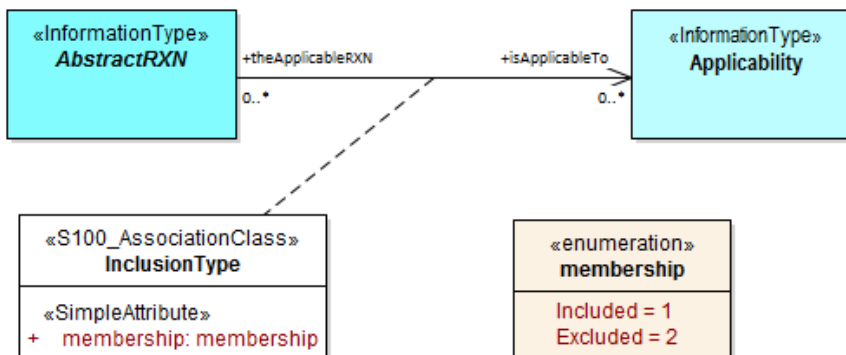 «InformationType»
AbstractRXN
+theApplicableRXN
+isApplicableTo
0..*
0..*
«InformationType»
Applicability
«S100_AssociationClass»
InclusionType
«SimpleAttribute»
+ membership: membership
«enumeration»
membership
Included = 1
Excluded = 2